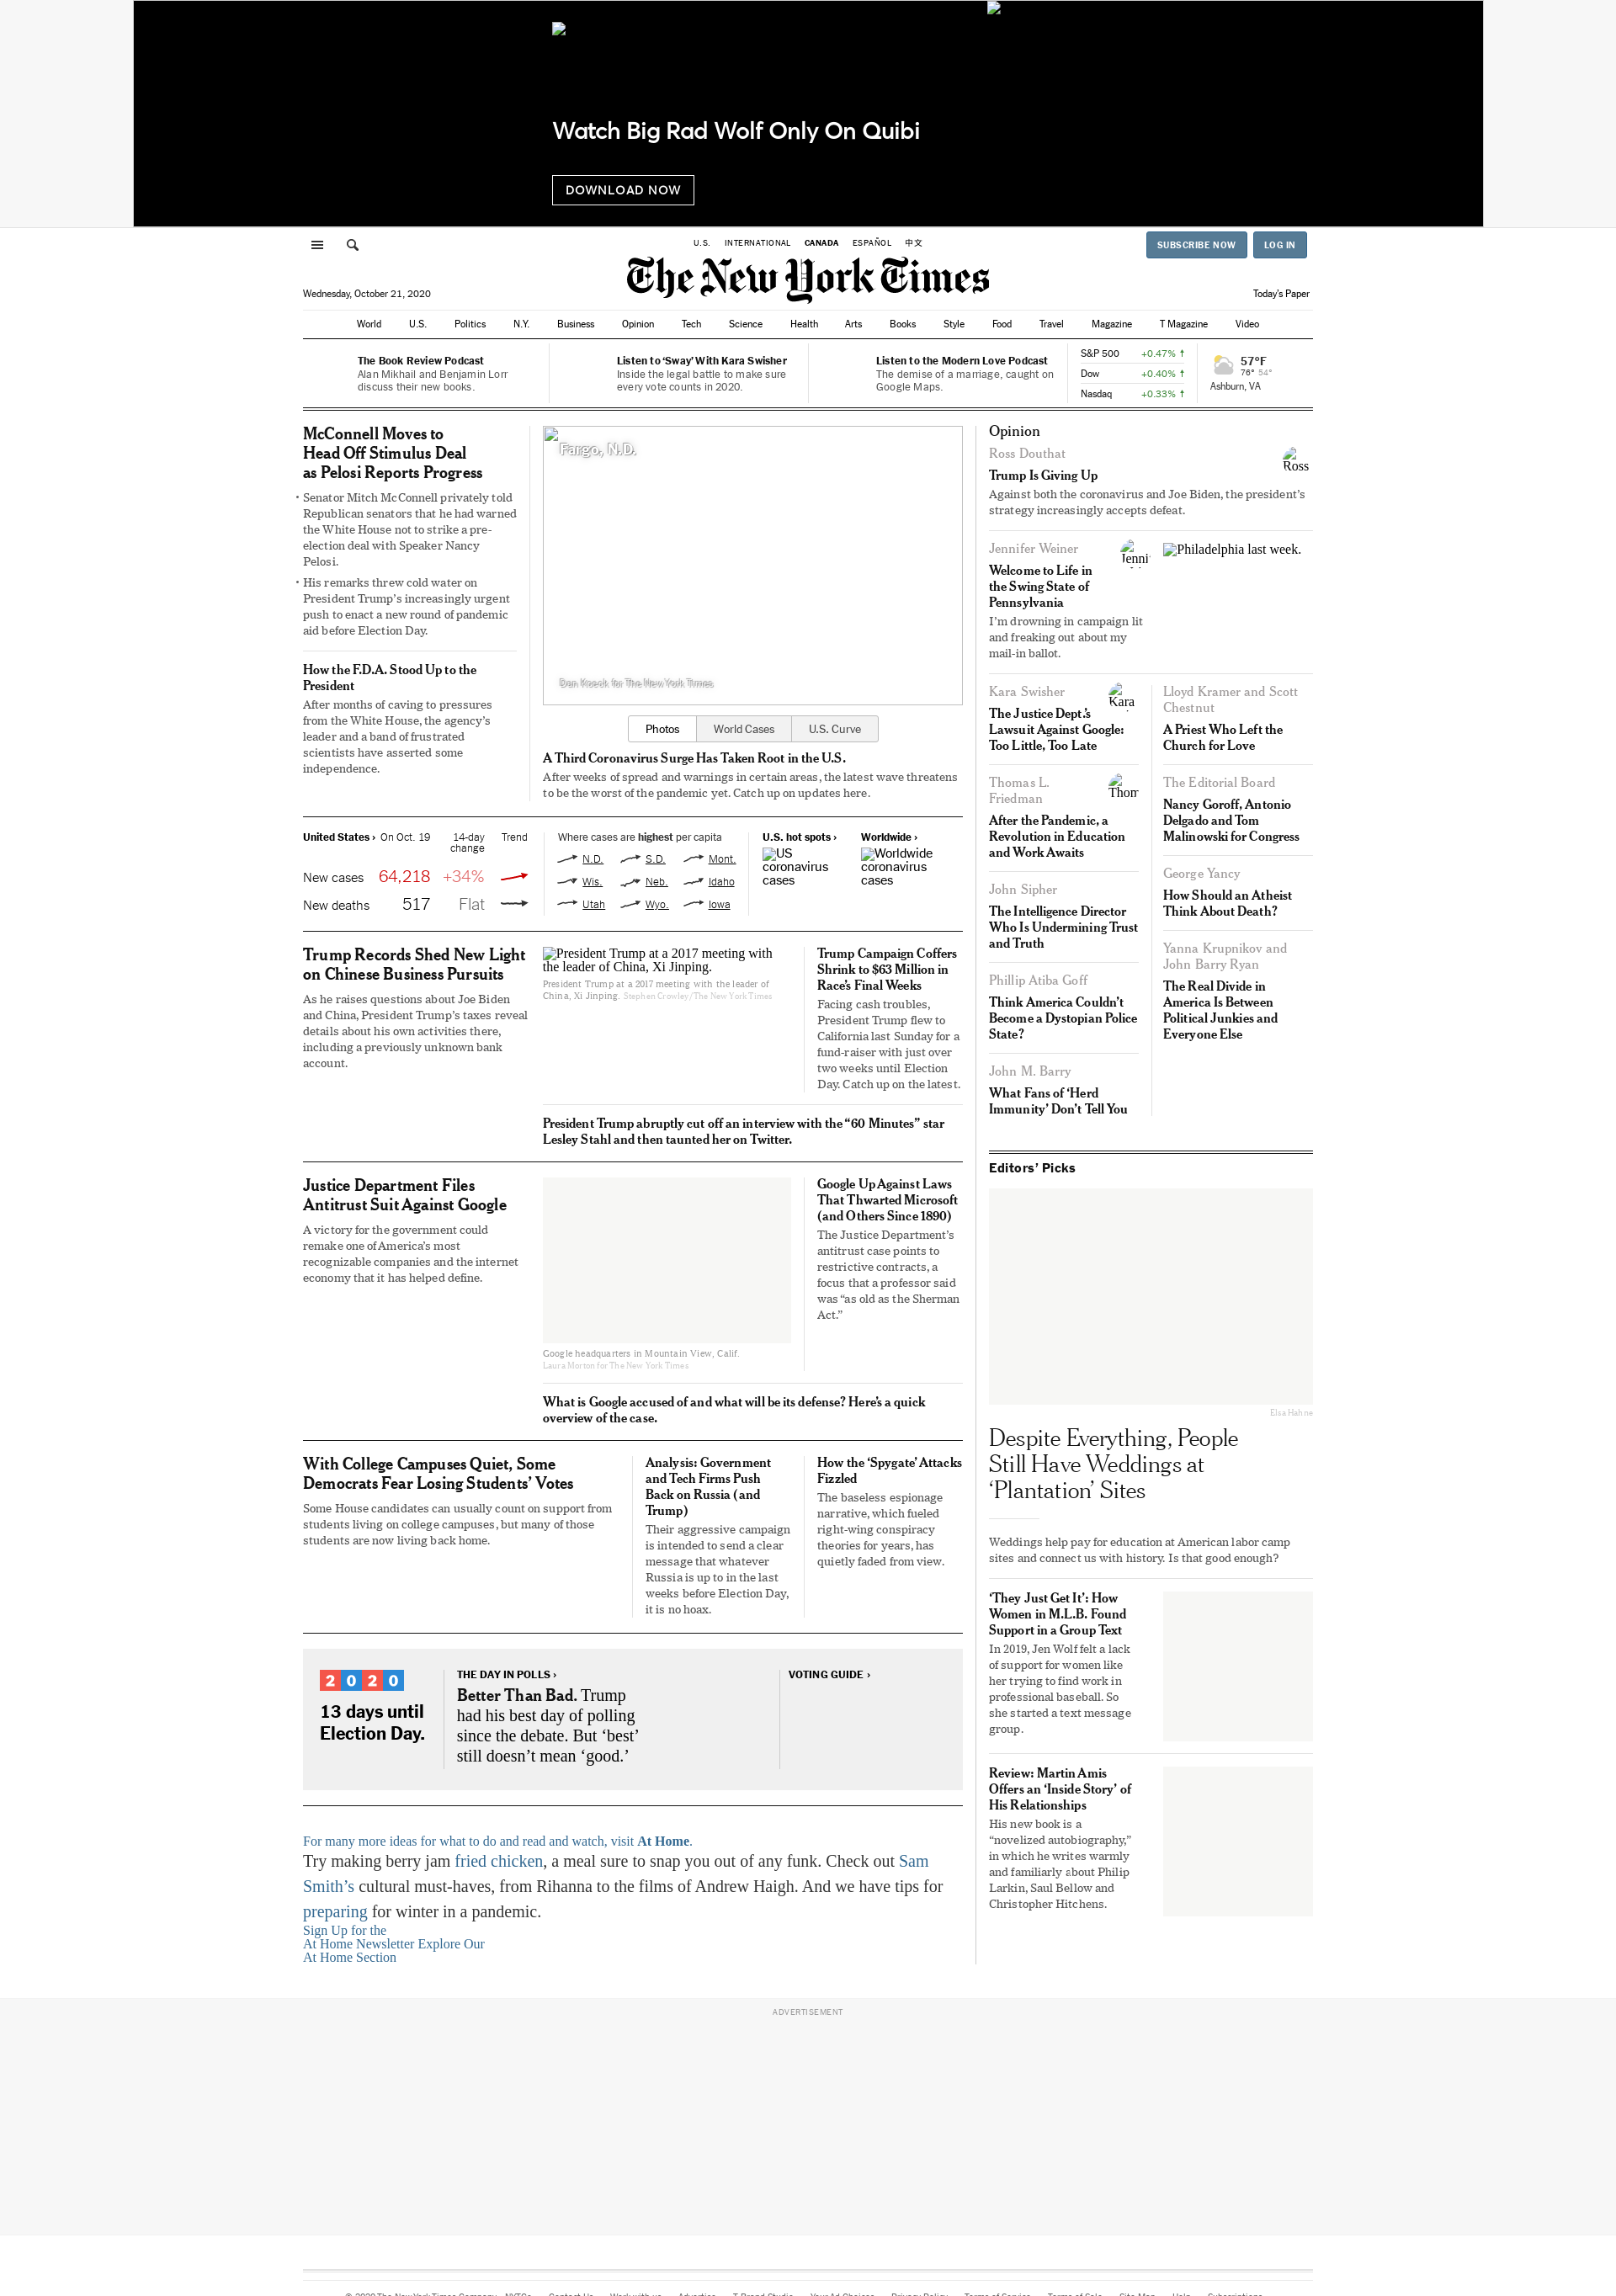 Watch Big Rad Wolf Only On Quibi
DOWNLOAD NOW
U.S. INTERNATIONAL CANADA ESPAÑOL 中文
SUBSCRIBE NOW LOG IN
The New York Times
Wednesday, October 21, 2020
Today's Paper
World U.S. Politics N.Y. Business Opinion Tech Science Health Arts Books Style Food Travel Magazine T Magazine Video
The Book Review Podcast
Alan Mikhail and Benjamin Lorr
discuss their new books.
Listen to ‘Sway’ With Kara Swisher
Inside the legal battle to make sure
every vote counts in 2020.
Listen to the Modern Love Podcast
The demise of a marriage, caught on
Google Maps.
S&P 500 +0.47%
Dow +0.40%
Nasdaq +0.33%
57°F
76° 54°
Ashburn, VA
McConnell Moves to
Head Off Stimulus Deal
as Pelosi Reports Progress
• Senator Mitch McConnell privately told
Republican senators that he had warned
the White House not to strike a pre-
election deal with Speaker Nancy
Pelosi.
• His remarks threw cold water on
President Trump’s increasingly urgent
push to enact a new round of pandemic
aid before Election Day.
How the F.D.A. Stood Up to the
President
After months of caving to pressures
from the White House, the agency’s
leader and a band of frustrated
scientists have asserted some
independence.
Fargo, N.D.
Dan Koeck for The New York Times
Photos World Cases U.S. Curve
A Third Coronavirus Surge Has Taken Root in the U.S.
After weeks of spread and warnings in certain areas, the latest wave threatens
to be the worst of the pandemic yet. Catch up on updates here.
United States › On Oct. 19 14-day
change Trend
New cases 64,218 +34%
New deaths 517 Flat
Where cases are highest per capita
N.D. S.D. Mont.
Wis. Neb. Idaho
Utah Wyo. Iowa
U.S. hot spots ›
US
coronavirus
cases
Worldwide ›
Worldwide
coronavirus
cases
Trump Records Shed New Light
on Chinese Business Pursuits
As he raises questions about Joe Biden
and China, President Trump’s taxes reveal
details about his own activities there,
including a previously unknown bank
account.
President Trump at a 2017 meeting with
the leader of China, Xi Jinping.
President Trump at a 2017 meeting with the leader of
China, Xi Jinping. Stephen Crowley/The New York Times
Trump Campaign Coffers
Shrink to $63 Million in
Race’s Final Weeks
Facing cash troubles,
President Trump flew to
California last Sunday for a
fund-raiser with just over
two weeks until Election
Day. Catch up on the latest.
President Trump abruptly cut off an interview with the “60 Minutes” star
Lesley Stahl and then taunted her on Twitter.
Justice Department Files
Antitrust Suit Against Google
A victory for the government could
remake one of America’s most
recognizable companies and the internet
economy that it has helped define.
Google headquarters in Mountain View, Calif.
Laura Morton for The New York Times
Google Up Against Laws
That Thwarted Microsoft
(and Others Since 1890)
The Justice Department’s
antitrust case points to
restrictive contracts, a
focus that a professor said
was “as old as the Sherman
Act.”
What is Google accused of and what will be its defense? Here’s a quick
overview of the case.
With College Campuses Quiet, Some
Democrats Fear Losing Students’ Votes
Some House candidates can usually count on support from
students living on college campuses, but many of those
students are now living back home.
Analysis: Government
and Tech Firms Push
Back on Russia (and
Trump)
Their aggressive campaign
is intended to send a clear
message that whatever
Russia is up to in the last
weeks before Election Day,
it is no hoax.
How the ‘Spygate’ Attacks
Fizzled
The baseless espionage
narrative, which fueled
right-wing conspiracy
theories for years, has
quietly faded from view.
2020
13 days until
Election Day.
THE DAY IN POLLS ›
Better Than Bad. Trump
had his best day of polling
since the debate. But ‘best’
still doesn’t mean ‘good.’
VOTING GUIDE ›
For many more ideas for what to do and read and watch, visit At Home.
Try making berry jam fried chicken, a meal sure to snap you out of any funk. Check out Sam
Smith’s cultural must-haves, from Rihanna to the films of Andrew Haigh. And we have tips for
preparing for winter in a pandemic.
Sign Up for the
At Home Newsletter Explore Our
At Home Section
Opinion
Ross Douthat
Ross
Trump Is Giving Up
Against both the coronavirus and Joe Biden, the president’s
strategy increasingly accepts defeat.
Jennifer Weiner
Welcome to Life in
the Swing State of
Pennsylvania
I’m drowning in campaign lit
and freaking out about my
mail-in ballot.
Philadelphia last week.
Kara Swisher
Kara
The Justice Dept.’s
Lawsuit Against Google:
Too Little, Too Late
Thomas L.
Friedman
After the Pandemic, a
Revolution in Education
and Work Awaits
John Sipher
The Intelligence Director
Who Is Undermining Trust
and Truth
Phillip Atiba Goff
Think America Couldn’t
Become a Dystopian Police
State?
John M. Barry
What Fans of ‘Herd
Immunity’ Don’t Tell You
Lloyd Kramer and Scott
Chestnut
A Priest Who Left the
Church for Love
The Editorial Board
Nancy Goroff, Antonio
Delgado and Tom
Malinowski for Congress
George Yancy
How Should an Atheist
Think About Death?
Yanna Krupnikov and
John Barry Ryan
The Real Divide in
America Is Between
Political Junkies and
Everyone Else
Editors’ Picks
Elsa Hahne
Despite Everything, People
Still Have Weddings at
‘Plantation’ Sites
Weddings help pay for education at American labor camp
sites and connect us with history. Is that good enough?
‘They Just Get It’: How
Women in M.L.B. Found
Support in a Group Text
In 2019, Jen Wolf felt a lack
of support for women like
her trying to find work in
professional baseball. So
she started a text message
group.
Review: Martin Amis
Offers an ‘Inside Story’ of
His Relationships
His new book is a
“novelized autobiography,”
in which he writes warmly
and familiarly about Philip
Larkin, Saul Bellow and
Christopher Hitchens.
ADVERTISEMENT